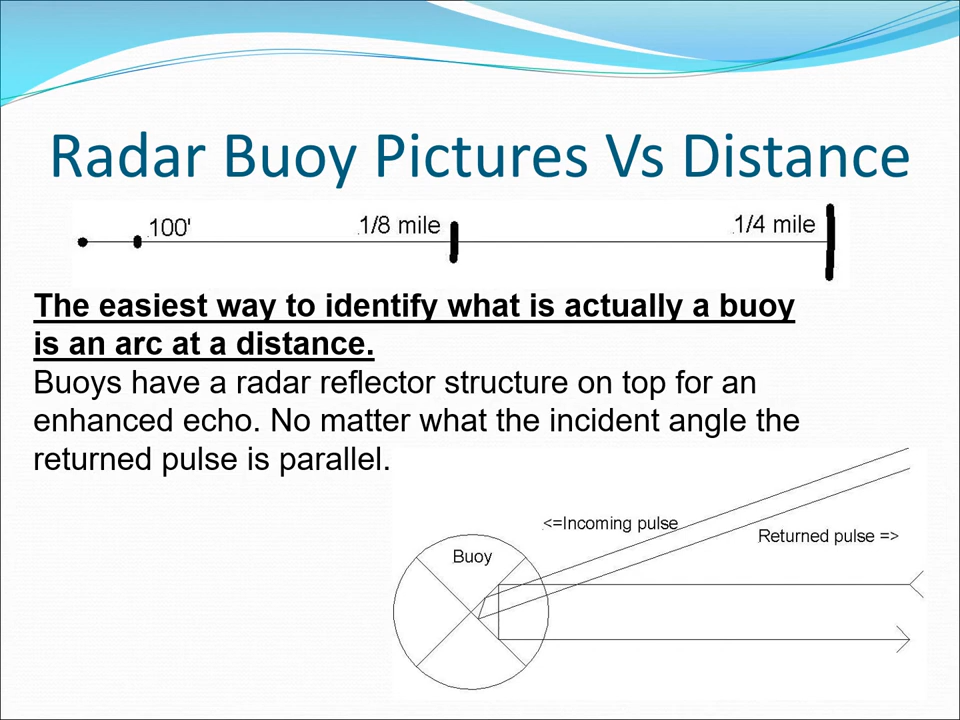 Radar Buoy Pictures Vs Distance
100' 1/8 mile 1/4 mile
The easiest way to identify what is actually a buoy
is an arc at a distance.
Buoys have a radar reflector structure on top for an
enhanced echo. No matter what the incident angle the
returned pulse is parallel.
<=Incoming pulse
Returned pulse =>
Buoy